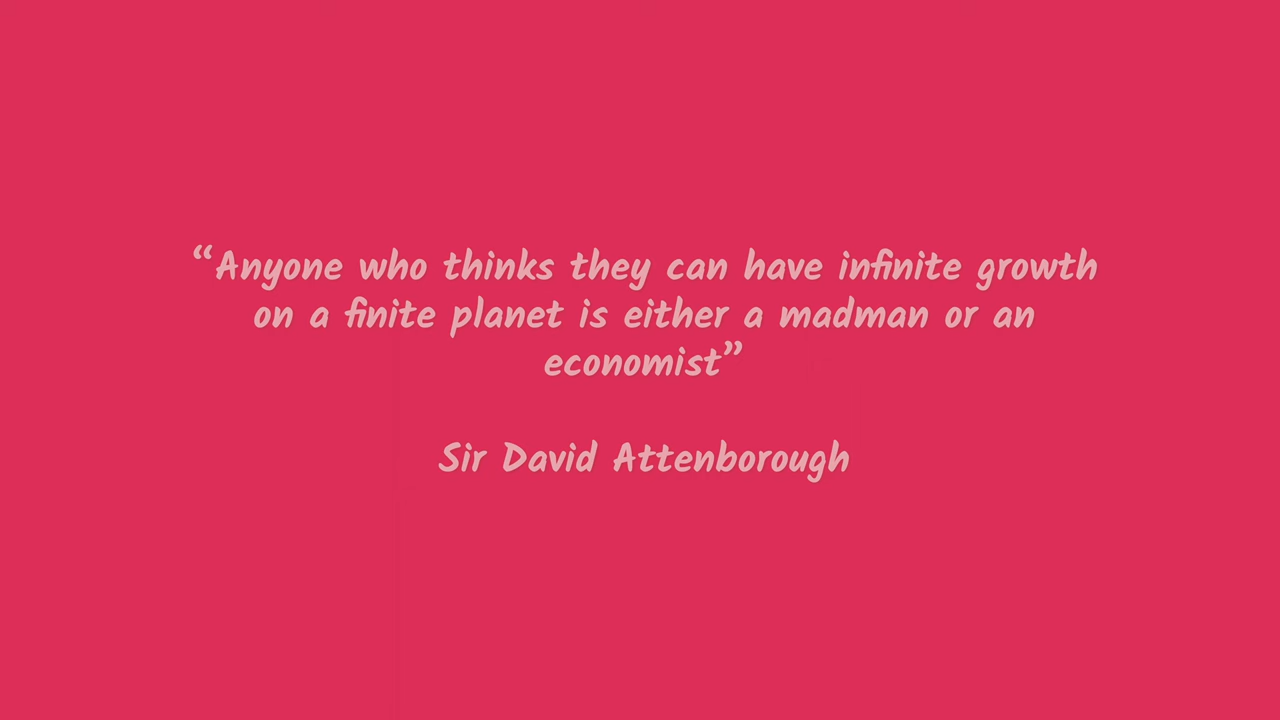 “Anyone who thinks they can have infinite growth
on a finite planet is either a madman or an
economist”
Sir David Attenborough